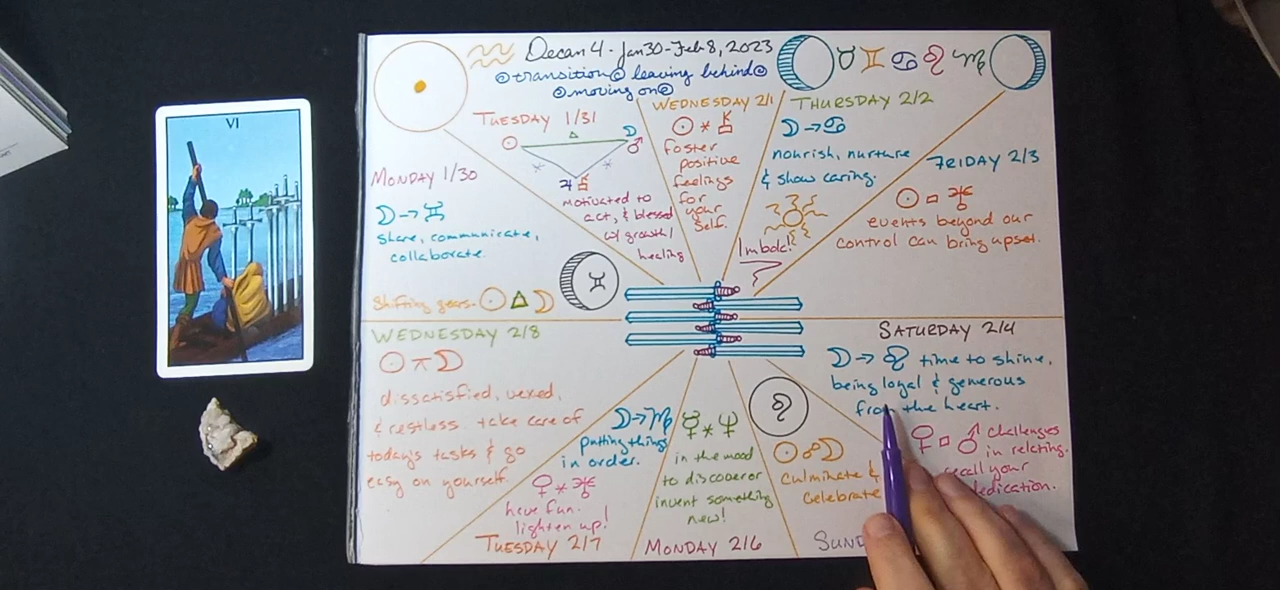 VI
Decan 4 - Jan30-Feb 8, 2023
transition leaving behind
moving on
MONDAY 1/30
share, communicate,
collaborate.
Shifting gears-
TUESDAY 1/31
motivated to
act, & blessed
w/ growth/
healing
WEDNESDAY 2/1
foster
positive
feelings
for
your
self.
THURSDAY 2/2
nourish, nurture
& show caring.
Imbolc!
FRIDAY 2/3
events beyond our
control can bring upset.
SATURDAY 2/4
time to shine,
being loyal & generous
from the heart.
challenges
in relating.
your
culminate &
celebrate
SUND
in the mood
to discover or
invent something
new!
MONDAY 2/6
putting things
in order.
have fun.
lighten up!
TUESDAY 2/7
WEDNESDAY 2/8
dissatisfied, vexed,
& restless. take care of
today's tasks & go
easy on yourself.